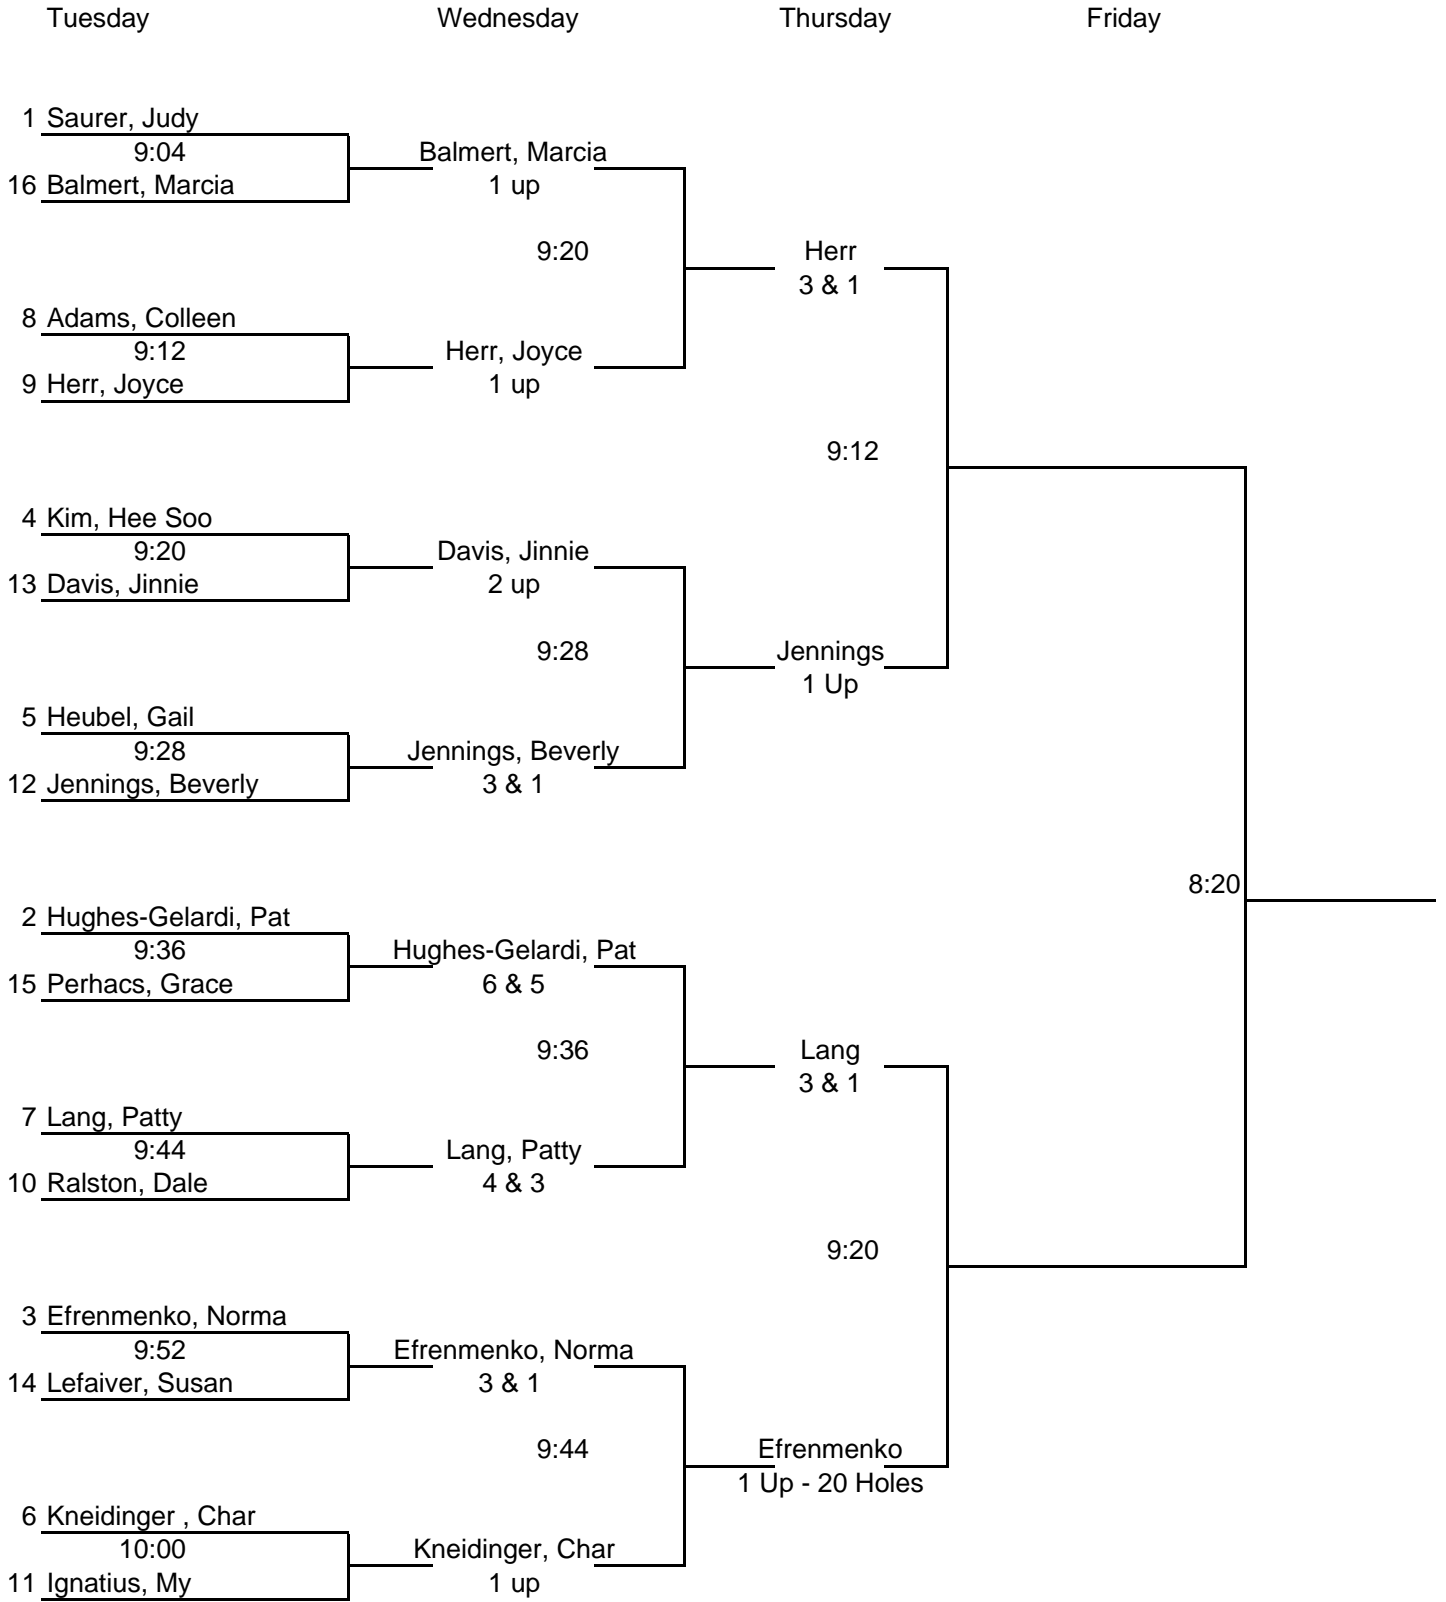 Tuesday Wednesday Thursday Friday
1 Saurer, Judy
9:04 Balmert, Marcia
16 Balmert, Marcia 1 up
9:20 Herr
3 & 1
8 Adams, Colleen
9:12 Herr, Joyce
9 Herr, Joyce 1 up
9:12
4 Kim, Hee Soo
9:20 Davis, Jinnie
13 Davis, Jinnie 2 up
9:28 Jennings
1 Up
5 Heubel, Gail
9:28 Jennings, Beverly
12 Jennings, Beverly 3 & 1
8:20
2 Hughes-Gelardi, Pat
9:36 Hughes-Gelardi, Pat
15 Perhacs, Grace 6 & 5
9:36 Lang
3 & 1
7 Lang, Patty
9:44 Lang, Patty
10 Ralston, Dale 4 & 3
9:20
3 Efrenmenko, Norma
9:52 Efrenmenko, Norma
14 Lefaiver, Susan 3 & 1
9:44 Efrenmenko
1 Up - 20 Holes
6 Kneidinger , Char
10:00 Kneidinger, Char
11 Ignatius, My 1 up